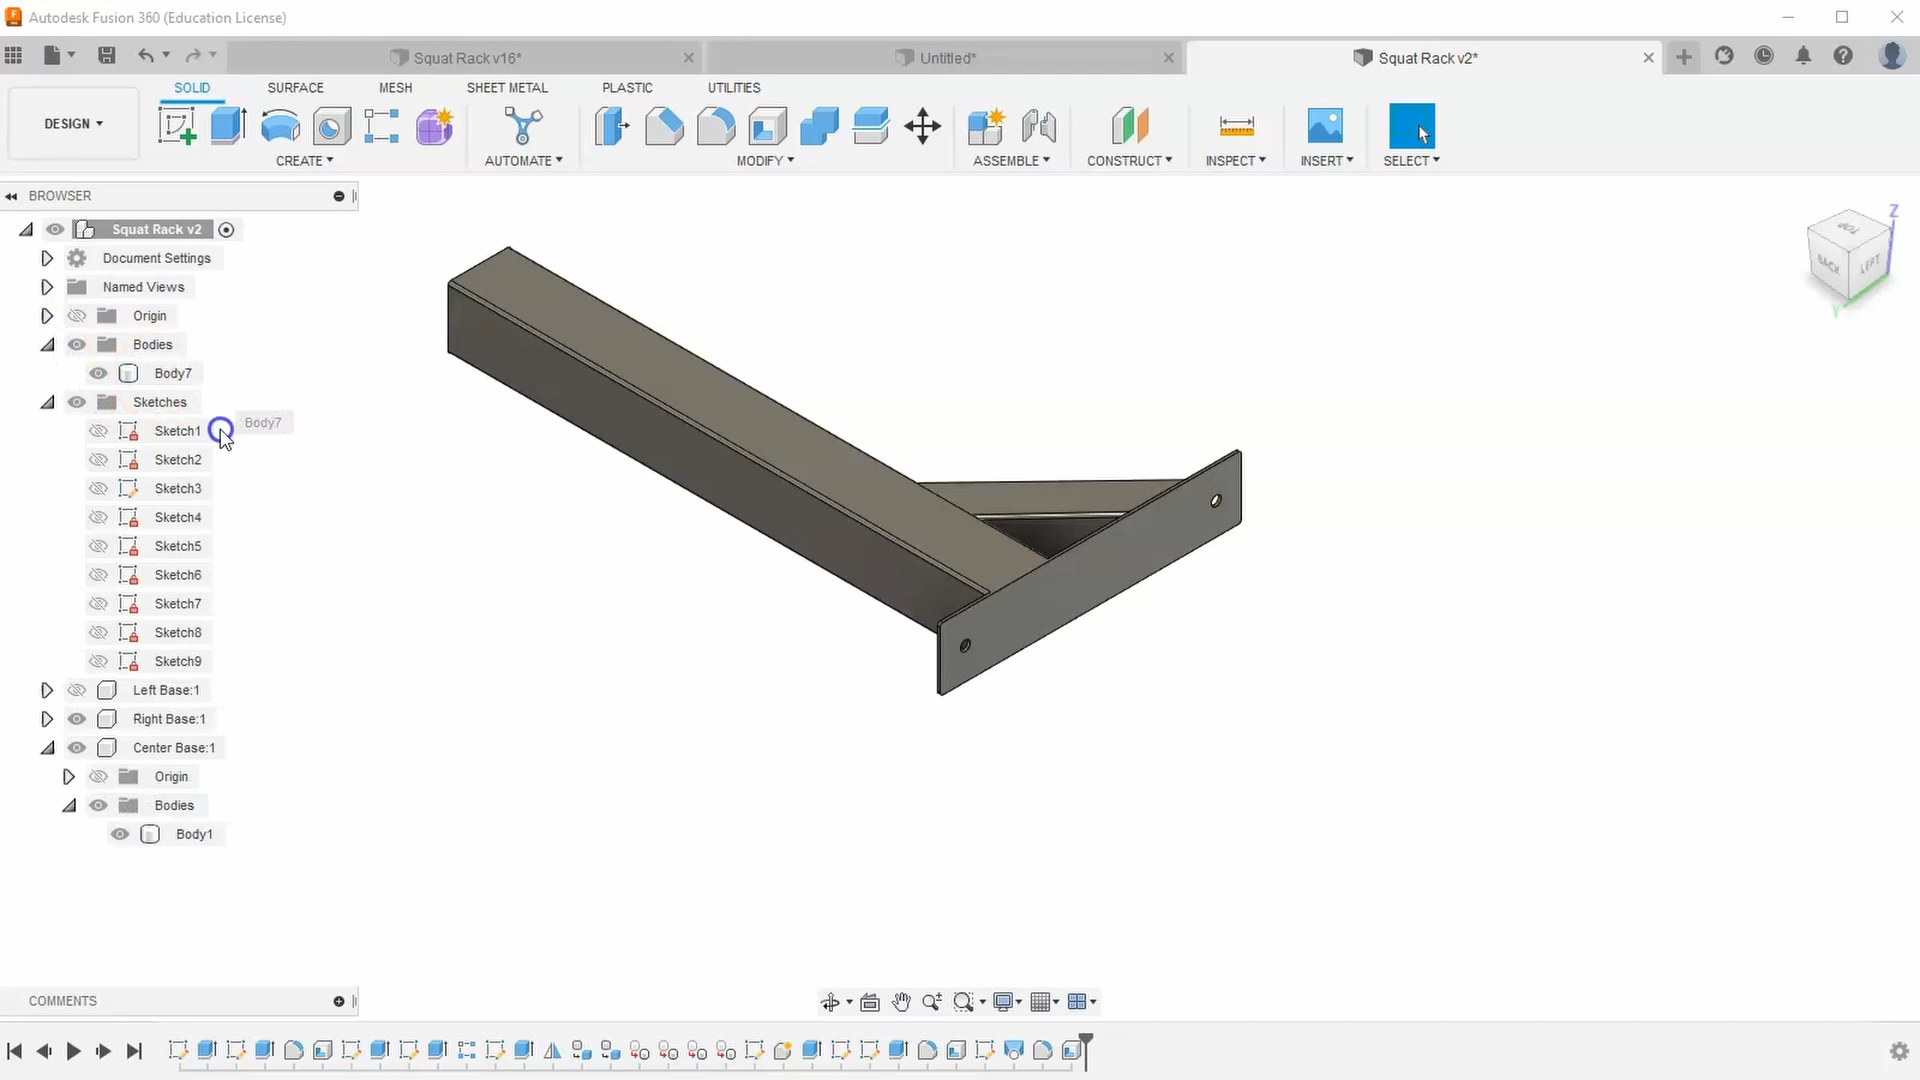 Autodesk Fusion 360 (Education License)
Squat Rack v16*
Untitled*
Squat Rack v2*
SOLID
SURFACE
MESH
SHEET METAL
PLASTIC
UTILITIES
DESIGN
CREATE
AUTOMATE
MODIFY
ASSEMBLE
CONSTRUCT
INSPECT
INSERT
SELECT
BROWSER
Squat Rack v2
Document Settings
Named Views
Origin
Bodies
Body7
Sketches
Sketch1
Body7
Sketch2
Sketch3
Sketch4
Sketch5
Sketch6
Sketch7
Sketch8
Sketch9
Left Base:1
Right Base:1
Center Base:1
Origin
Bodies
Body1
Z
TOP
BACK
LEFT
Y
COMMENTS